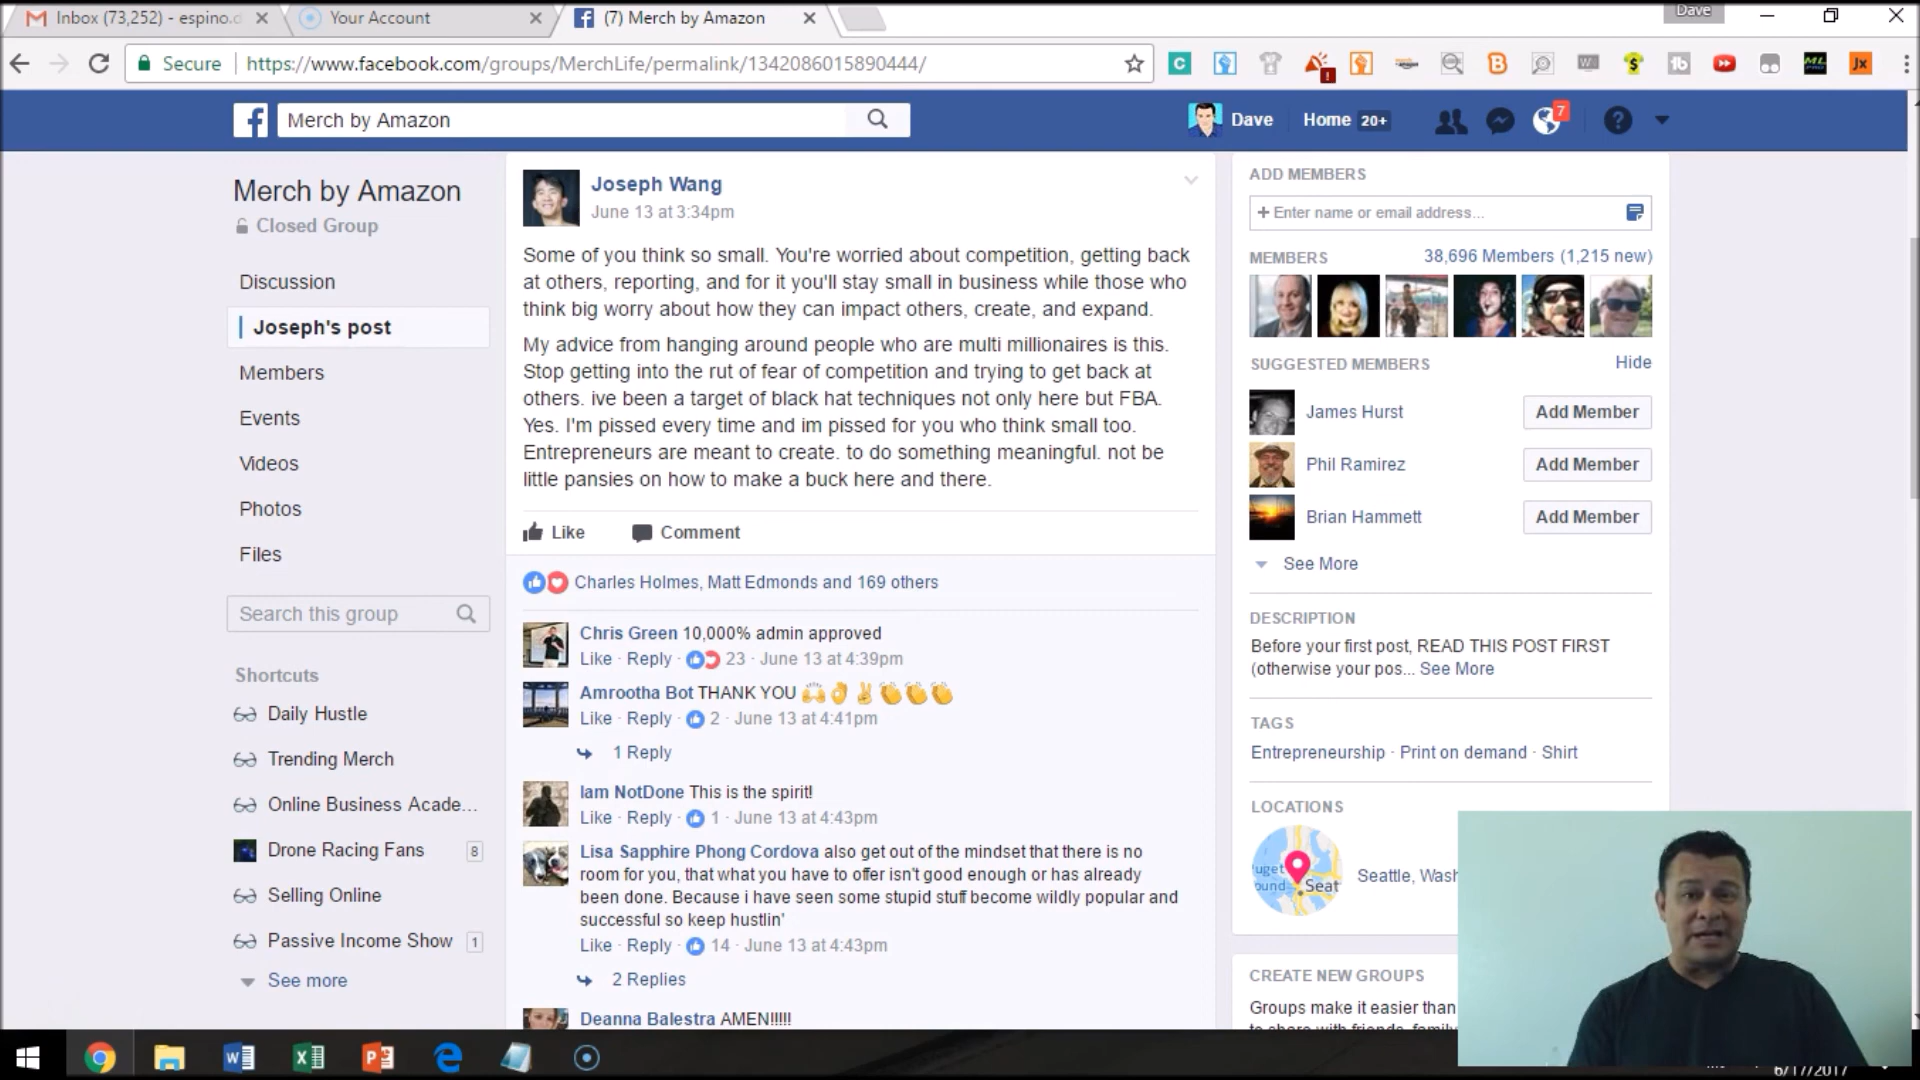 Inbox (73,252) - espino.d
Your Account
(7) Merch by Amazon
Dave
Secure
https://www.facebook.com/groups/MerchLife/permalink/1342086015890444/
Merch by Amazon
Dave
Home 20+
7
Merch by Amazon
Closed Group
Discussion
Joseph's post
Members
Events
Videos
Photos
Files
Search this group
Shortcuts
Daily Hustle
Trending Merch
Online Business Acade...
Drone Racing Fans 8
Selling Online
Passive Income Show 1
See more
Joseph Wang
June 13 at 3:34pm
Some of you think so small. You're worried about competition, getting back
at others, reporting, and for it you'll stay small in business while those who
think big worry about how they can impact others, create, and expand.
My advice from hanging around people who are multi millionaires is this.
Stop getting into the rut of fear of competition and trying to get back at
others. ive been a target of black hat techniques not only here but FBA.
Yes. I'm pissed every time and im pissed for you who think small too.
Entrepreneurs are meant to create. to do something meaningful. not be
little pansies on how to make a buck here and there.
Like Comment
Charles Holmes, Matt Edmonds and 169 others
Chris Green 10,000% admin approved
Like · Reply · 23 · June 13 at 4:39pm
Amrootha Bot THANK YOU 🙌👌✌👏👏👏
Like · Reply · 2 · June 13 at 4:41pm
1 Reply
Iam NotDone This is the spirit!
Like · Reply · 1 · June 13 at 4:43pm
Lisa Sapphire Phong Cordova also get out of the mindset that there is no
room for you, that what you have to offer isn't good enough or has already
been done. Because i have seen some stupid stuff become wildly popular and
successful so keep hustlin'
Like · Reply · 14 · June 13 at 4:43pm
2 Replies
Deanna Balestra AMEN!!!!!
ADD MEMBERS
+ Enter name or email address...
MEMBERS
38,696 Members (1,215 new)
SUGGESTED MEMBERS
Hide
James Hurst
Add Member
Phil Ramirez
Add Member
Brian Hammett
Add Member
See More
DESCRIPTION
Before your first post, READ THIS POST FIRST
(otherwise your pos... See More
TAGS
Entrepreneurship · Print on demand · Shirt
LOCATIONS
Seat
Seattle, Wash
CREATE NEW GROUPS
Groups make it easier than
to share with friends, family
6/17/2017